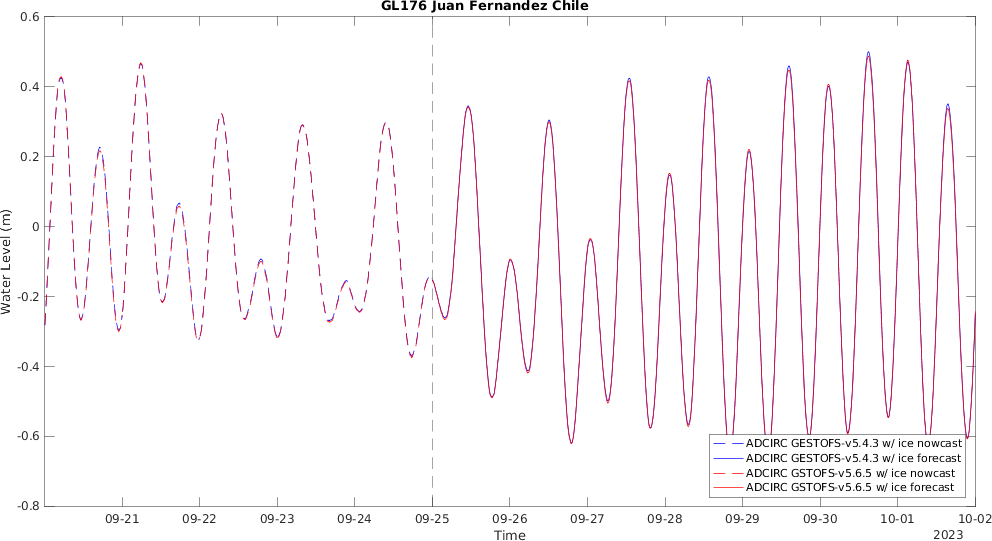 GL176 Juan Fernandez Chile
Water Level (m)
0.6
0.4
0.2
0
-0.2
-0.4
-0.6
-0.8
ADCIRC GESTOFS-v5.4.3 w/ ice nowcast
ADCIRC GESTOFS-v5.4.3 w/ ice forecast
ADCIRC GSTOFS-v5.6.5 w/ ice nowcast
ADCIRC GSTOFS-v5.6.5 w/ ice forecast
09-21 09-22 09-23 09-24 09-25 09-26 09-27 09-28 09-29 09-30 10-01 10-02
Time
2023